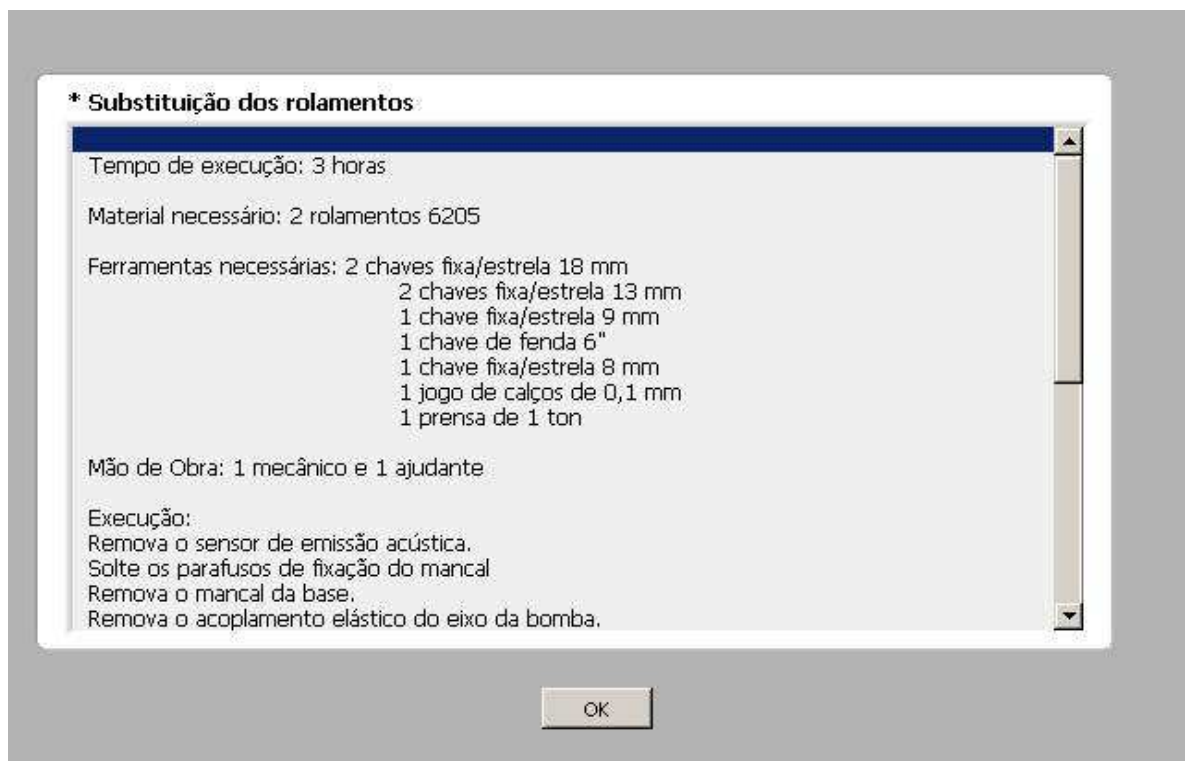 * Substituição dos rolamentos
Tempo de execução: 3 horas
Material necessário: 2 rolamentos 6205
Ferramentas necessárias: 2 chaves fixa/estrela 18 mm
2 chaves fixa/estrela 13 mm
1 chave fixa/estrela 9 mm
1 chave de fenda 6"
1 chave fixa/estrela 8 mm
1 jogo de calços de 0,1 mm
1 prensa de 1 ton
Mão de Obra: 1 mecânico e 1 ajudante
Execução:
Remova o sensor de emissão acústica.
Solte os parafusos de fixação do mancal
Remova o mancal da base.
Remova o acoplamento elástico do eixo da bomba.
OK